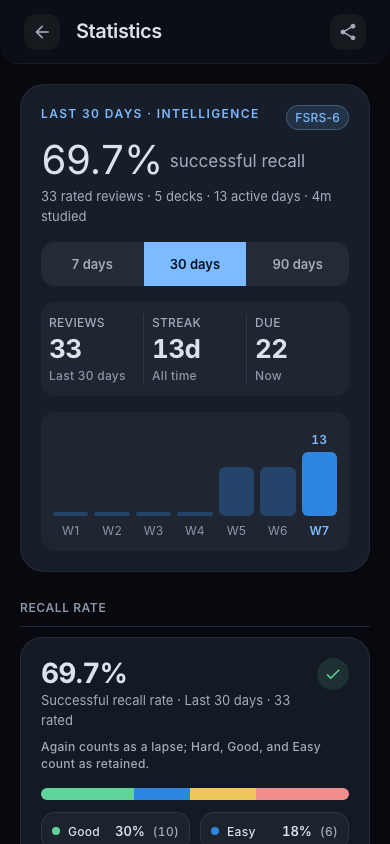 Statistics
LAST 30 DAYS · INTELLIGENCE
FSRS-6
69.7% successful recall
33 rated reviews · 5 decks · 13 active days · 4m
studied
7 days 30 days 90 days
REVIEWS STREAK DUE
33 13d 22
Last 30 days All time Now
13
W1 W2 W3 W4 W5 W6 W7
RECALL RATE
69.7%
Successful recall rate · Last 30 days · 33
rated
Again counts as a lapse; Hard, Good, and Easy
count as retained.
Good 30% (10) Easy 18% (6)